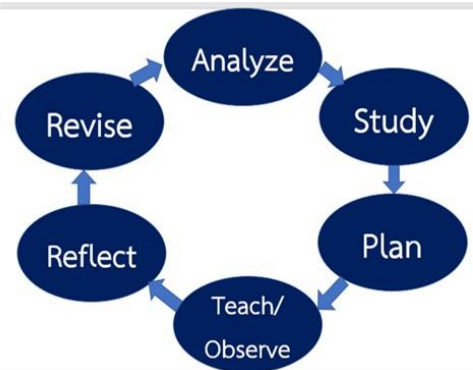 Analyze
Study
Plan
Teach/
Observe
Reflect
Revise